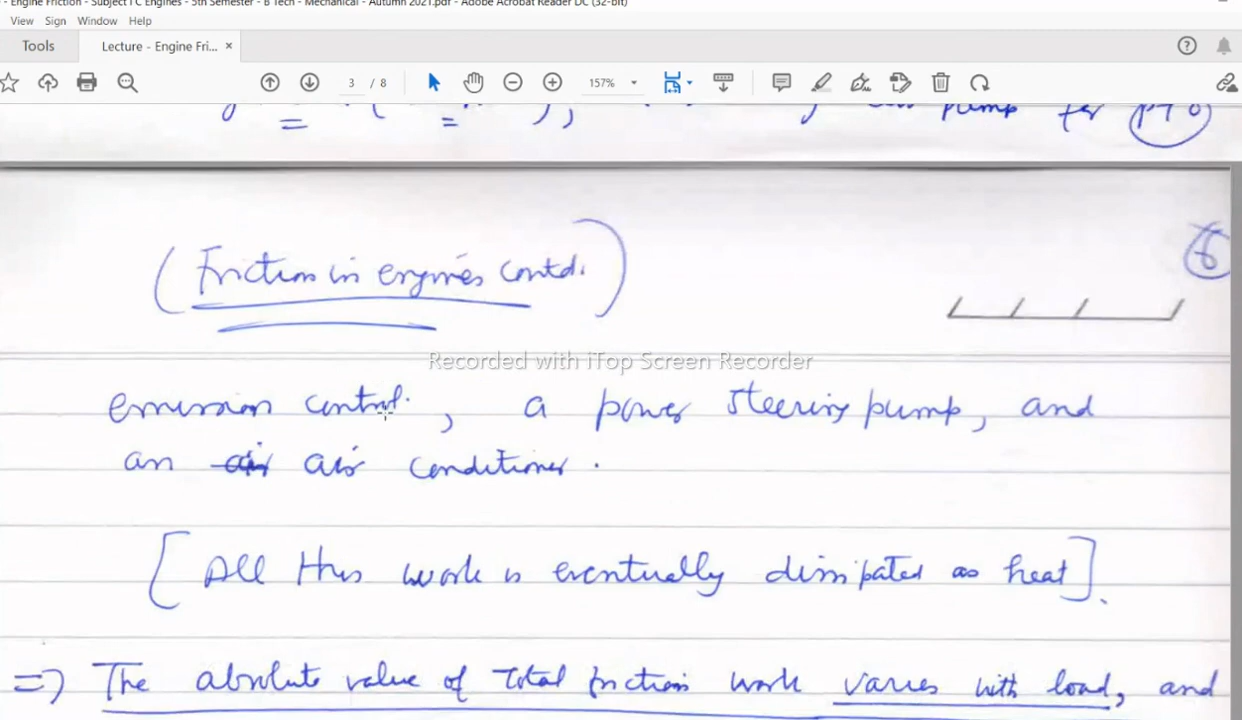 - Engine Friction - Subject I C Engines - 5th Semester - B Tech - Mechanical - Autumn 2021.pdf - Adobe Acrobat Reader DC (32-bit)
View Sign Window Help
Tools Lecture - Engine Fri... ×
3 / 8 157%
pump for
(Friction in engines contd.)
6
Recorded with iTop Screen Recorder
emission control, a power steering pump, and
an air conditioner.
[All this work is eventually dissipated as heat].
=> The absolute value of total friction work varies with load, and